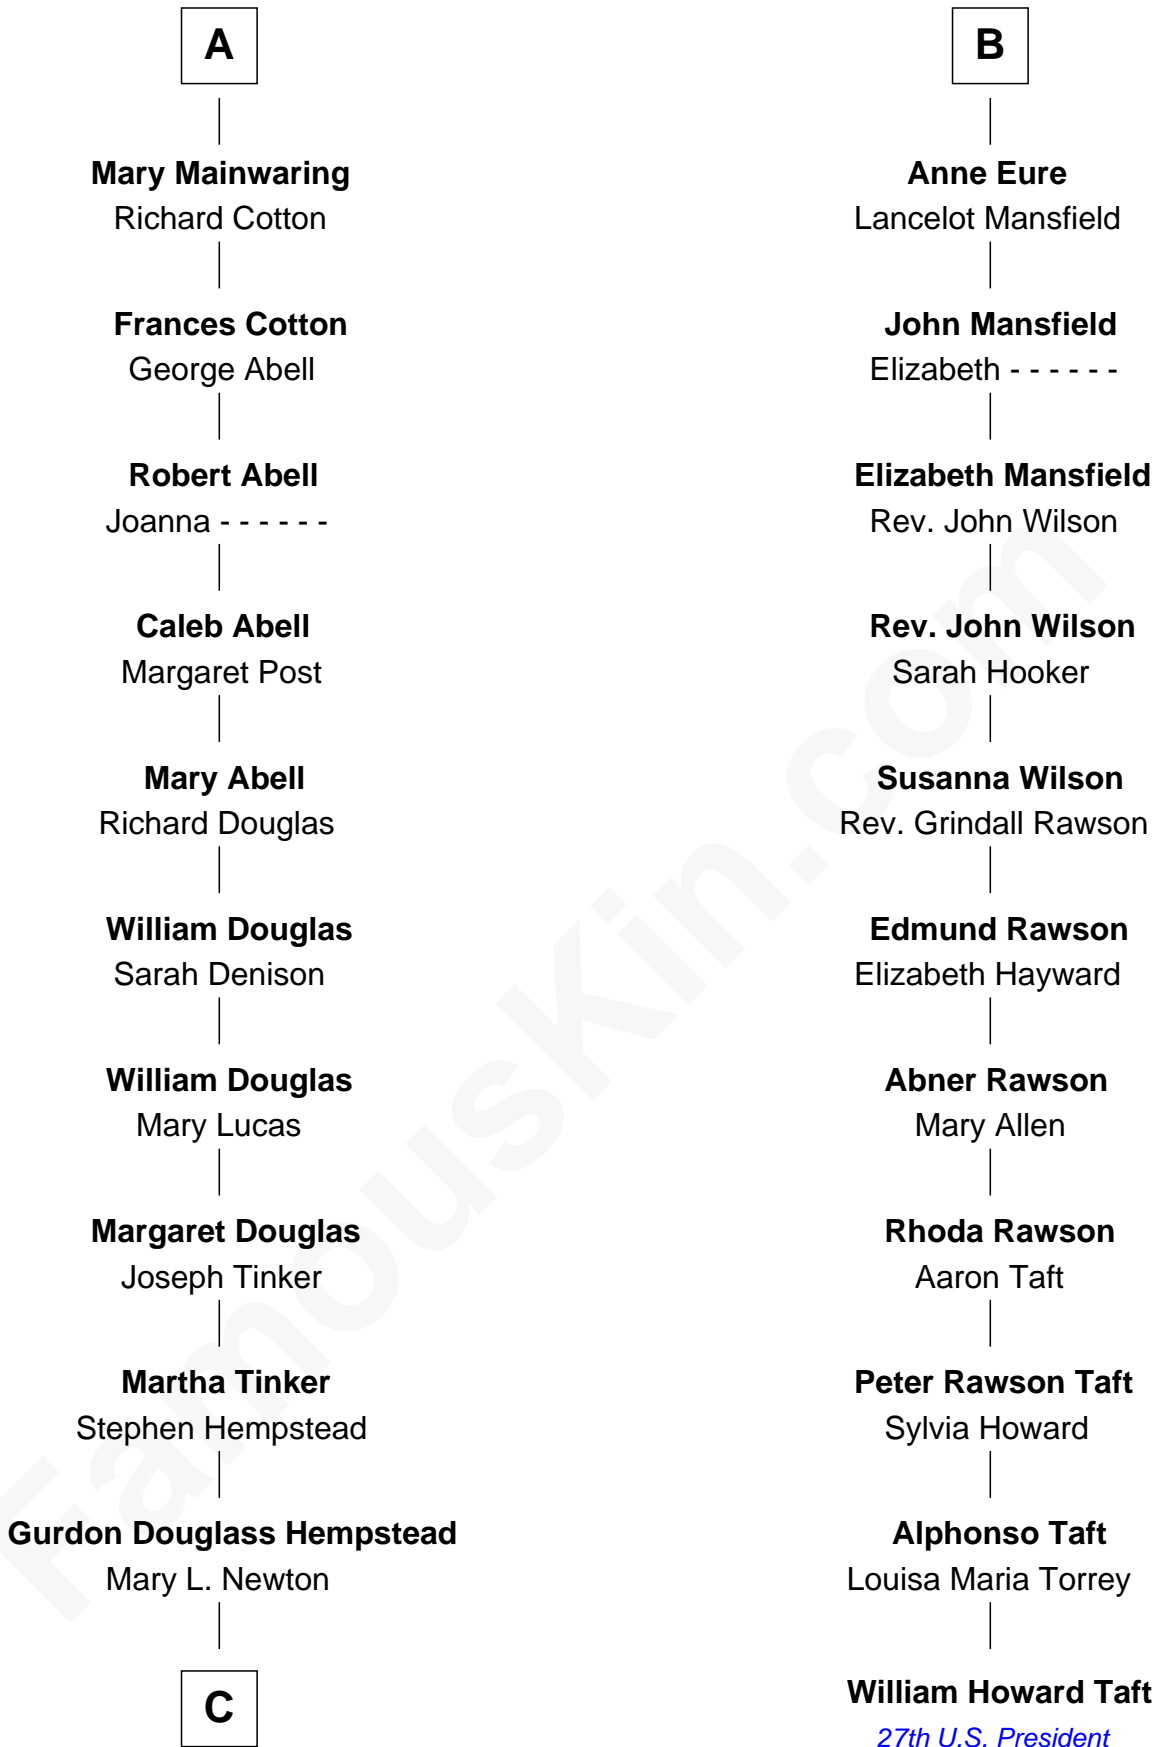 A
Mary Mainwaring
Richard Cotton
Frances Cotton
George Abell
Robert Abell
Joanna - - - - - -
Caleb Abell
Margaret Post
Mary Abell
Richard Douglas
William Douglas
Sarah Denison
William Douglas
Mary Lucas
Margaret Douglas
Joseph Tinker
Martha Tinker
Stephen Hempstead
Gurdon Douglass Hempstead
Mary L. Newton
C
B
Anne Eure
Lancelot Mansfield
John Mansfield
Elizabeth - - - - - -
Elizabeth Mansfield
Rev. John Wilson
Rev. John Wilson
Sarah Hooker
Susanna Wilson
Rev. Grindall Rawson
Edmund Rawson
Elizabeth Hayward
Abner Rawson
Mary Allen
Rhoda Rawson
Aaron Taft
Peter Rawson Taft
Sylvia Howard
Alphonso Taft
Louisa Maria Torrey
William Howard Taft
27th U.S. President
FamousKin.com